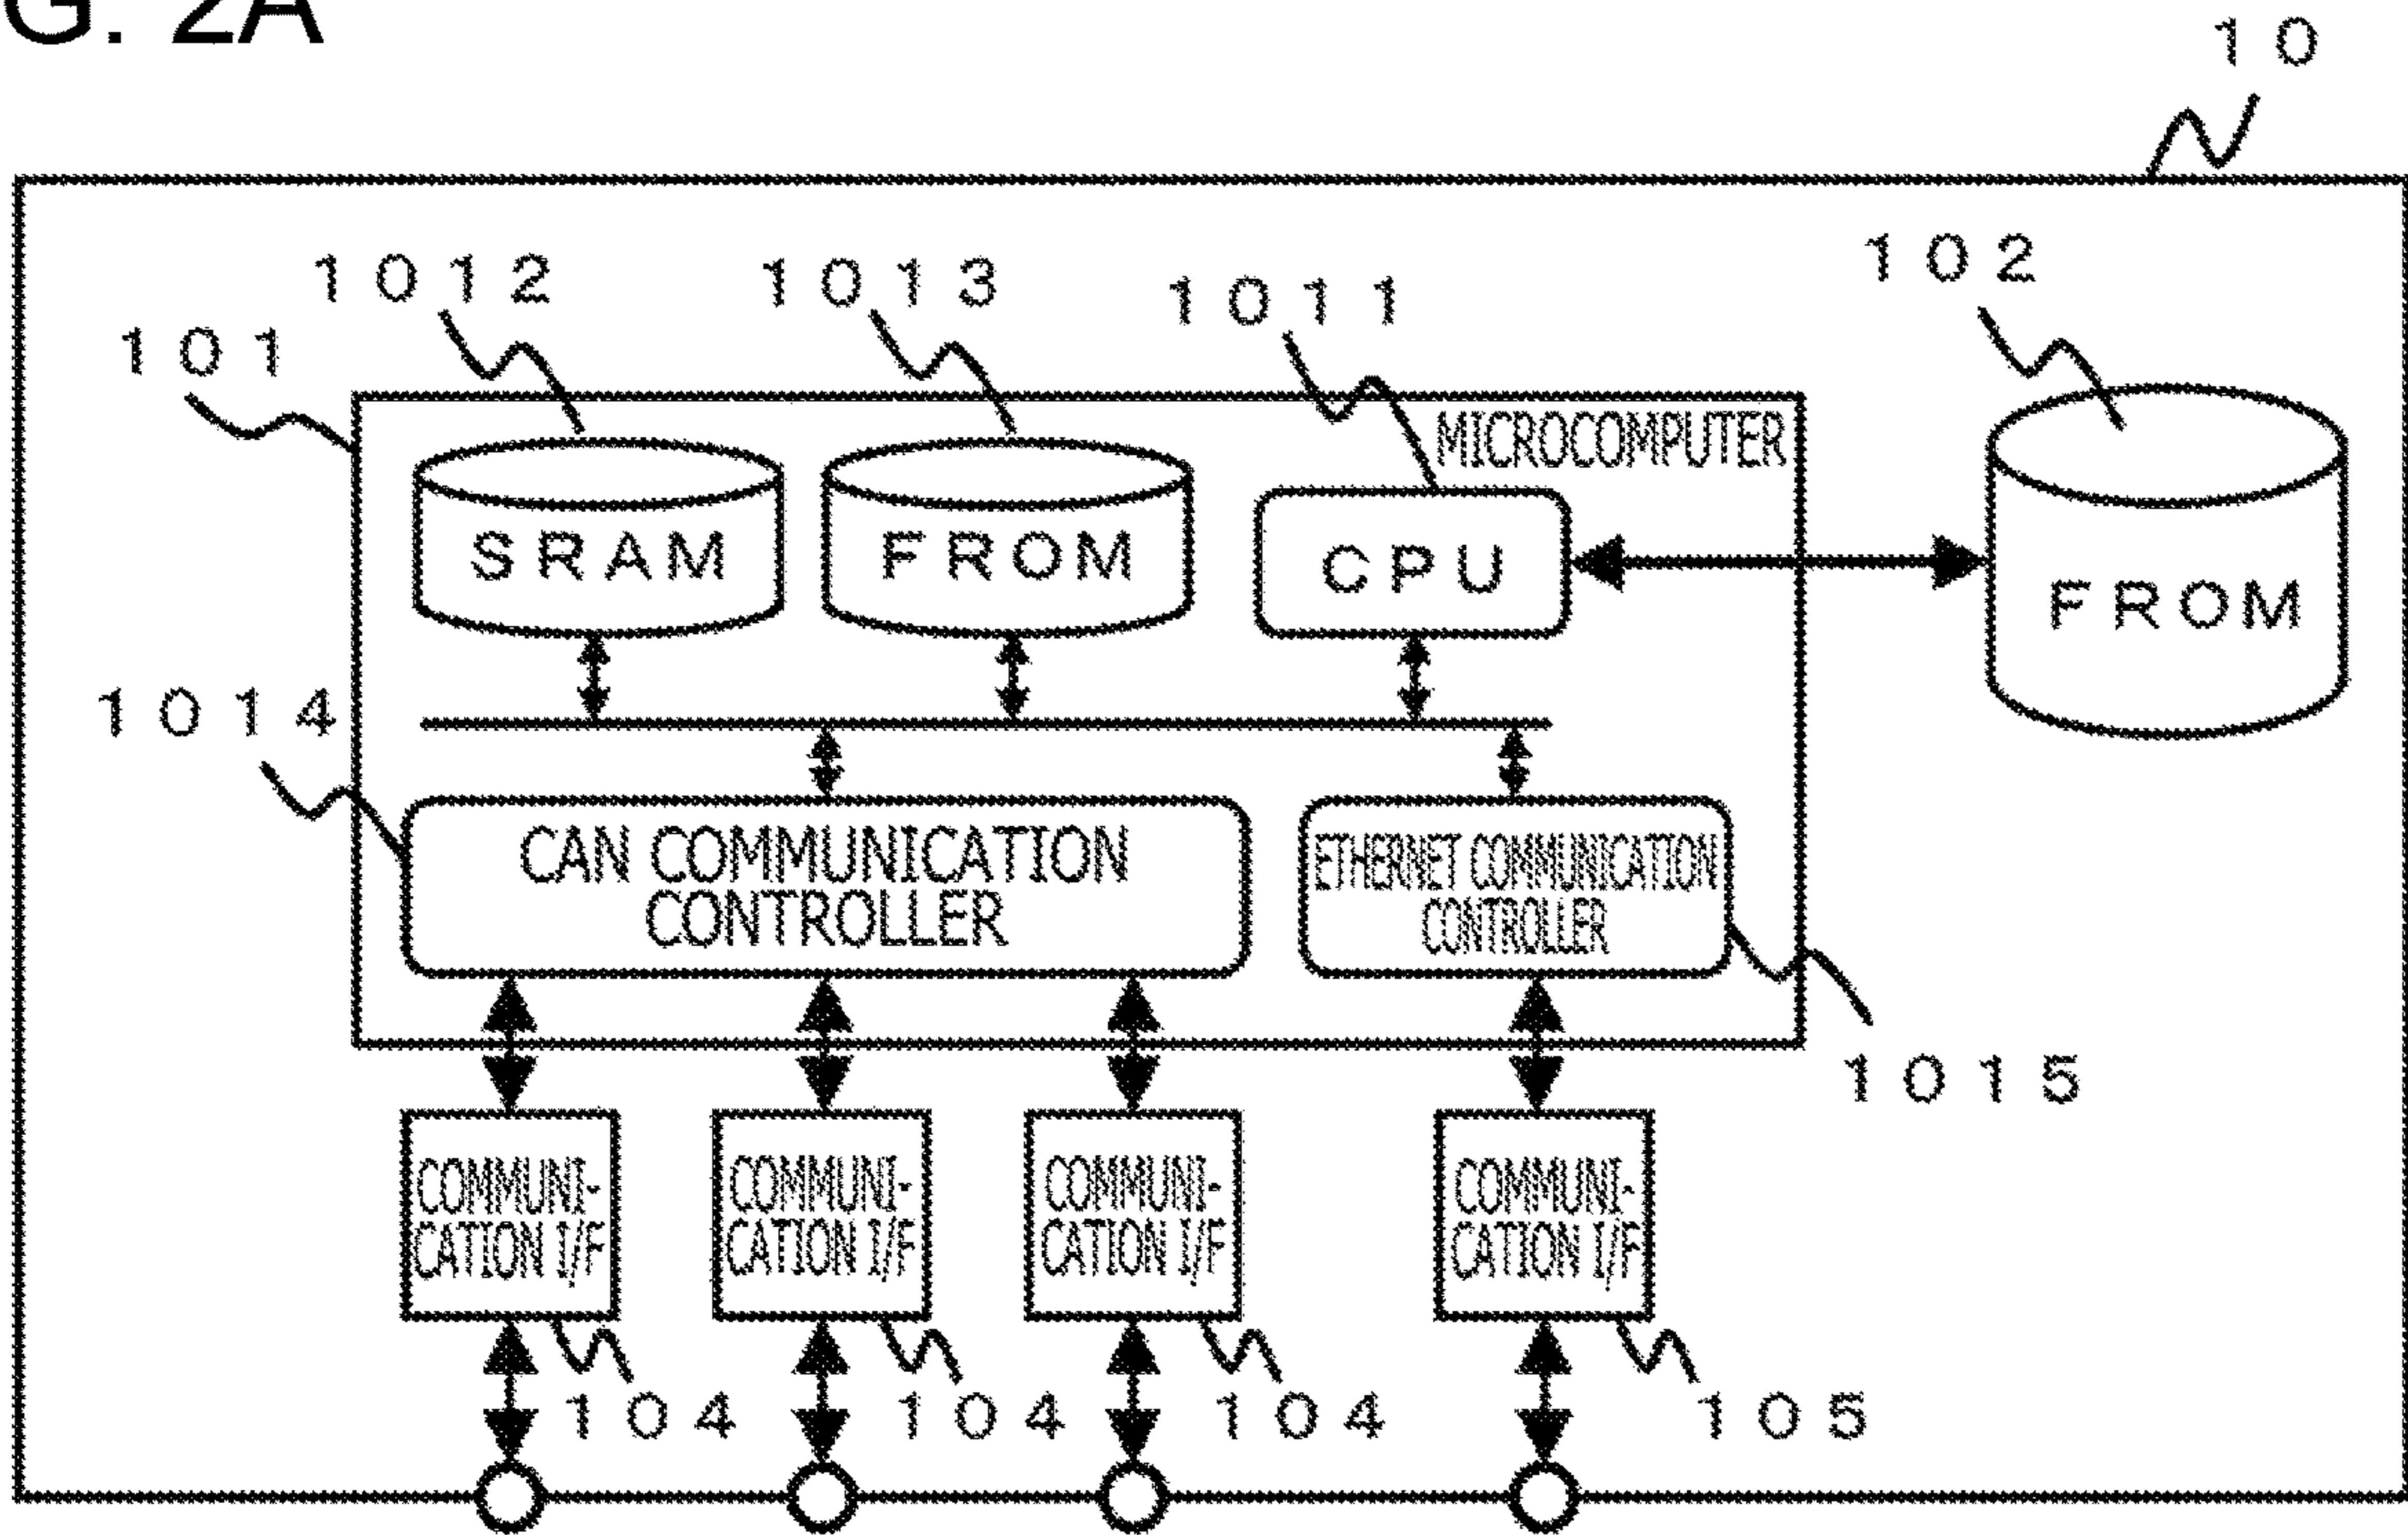 G. 2A
10
1012
1013
1011
102
101
MICROCOMPUTER
SRAM
FROM
CPU
FROM
1014
CAN COMMUNICATION
CONTROLLER
ETHERNET COMMUNICATION
CONTROLLER
1015
COMMUNI-
CATION I/F
COMMUNI-
CATION I/F
COMMUNI-
CATION I/F
COMMUNI-
CATION I/F
104
104
104
105